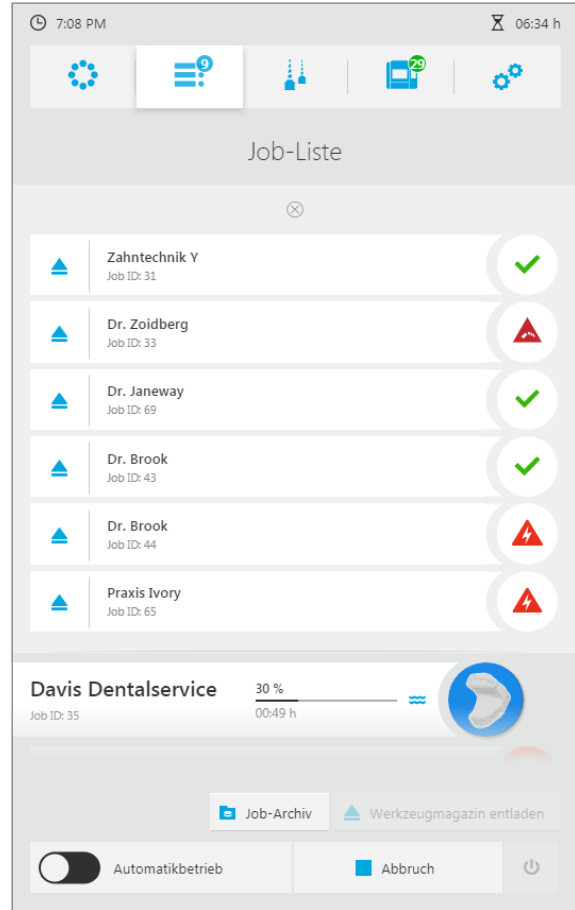 7:08 PM
06:34 h
9
29
Job-Liste
Zahntechnik Y
Job ID: 31
Dr. Zoidberg
Job ID: 33
Dr. Janeway
Job ID: 69
Dr. Brook
Job ID: 43
Dr. Brook
Job ID: 44
Praxis Ivory
Job ID: 65
Davis Dentalservice
Job ID: 35
30 %
00:49 h
Job-Archiv
Werkzeugmagazin entladen
Automatikbetrieb
Abbruch